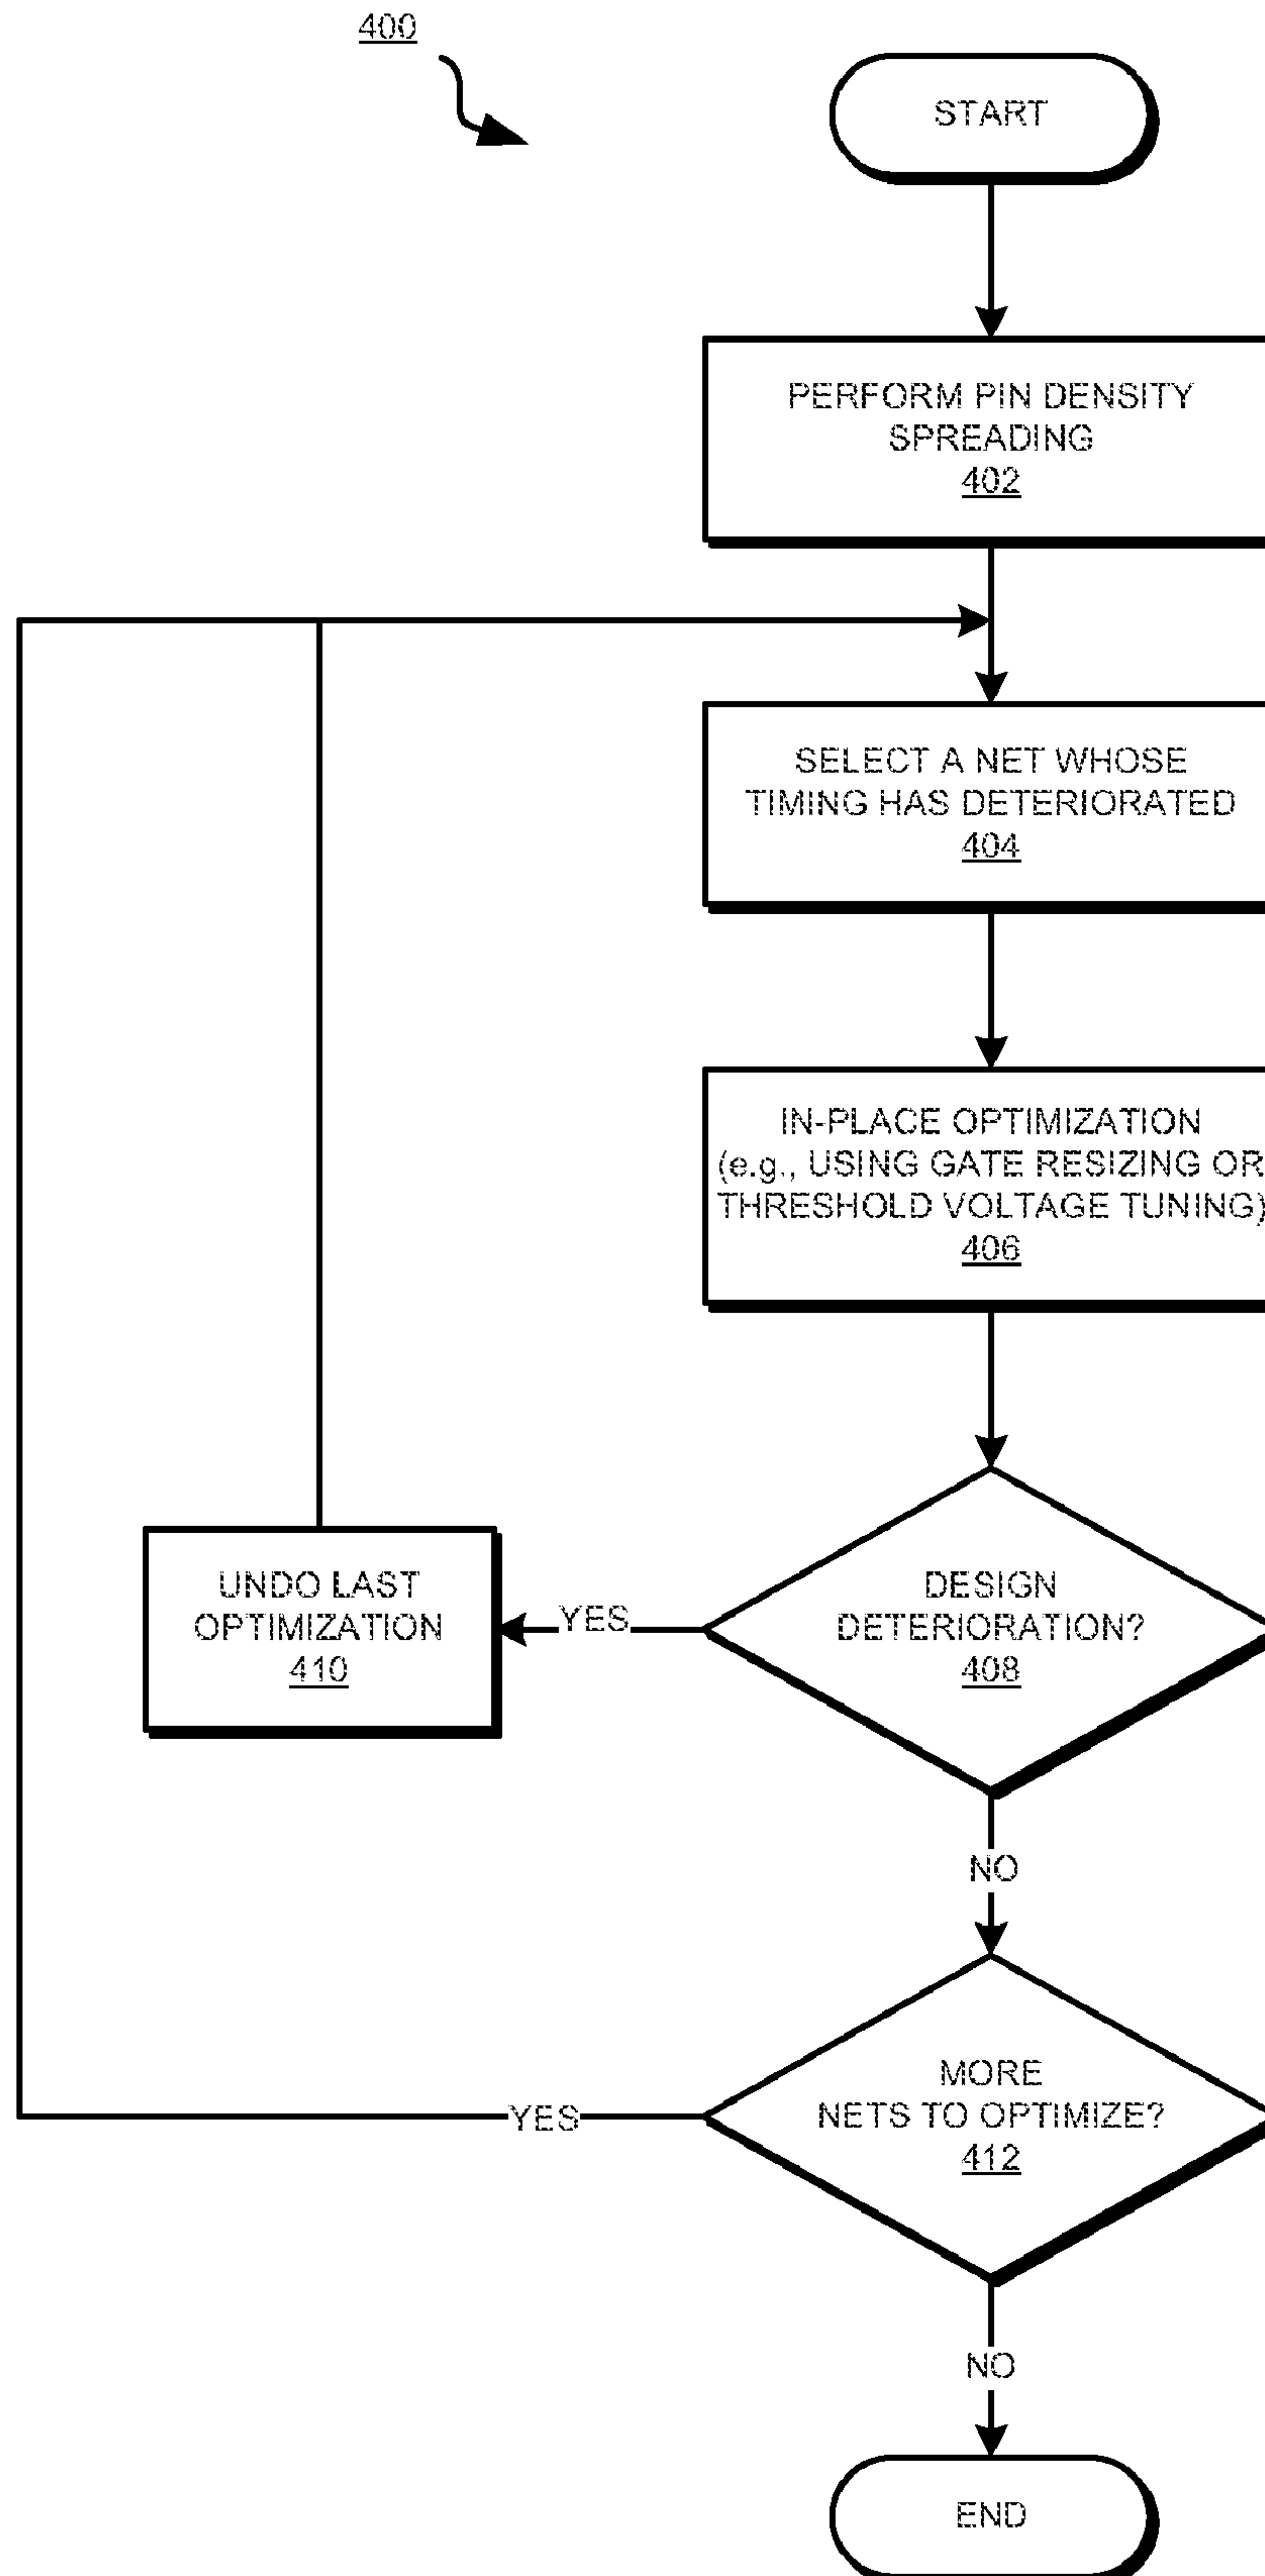 400
START
PERFORM PIN DENSITY
SPREADING
402
SELECT A NET WHOSE
TIMING HAS DETERIORATED
404
IN-PLACE OPTIMIZATION
(e.g., USING GATE RESIZING OR
THRESHOLD VOLTAGE TUNING)
406
DESIGN
DETERIORATION?
408
YES
UNDO LAST
OPTIMIZATION
410
NO
MORE
NETS TO OPTIMIZE?
412
YES
NO
END